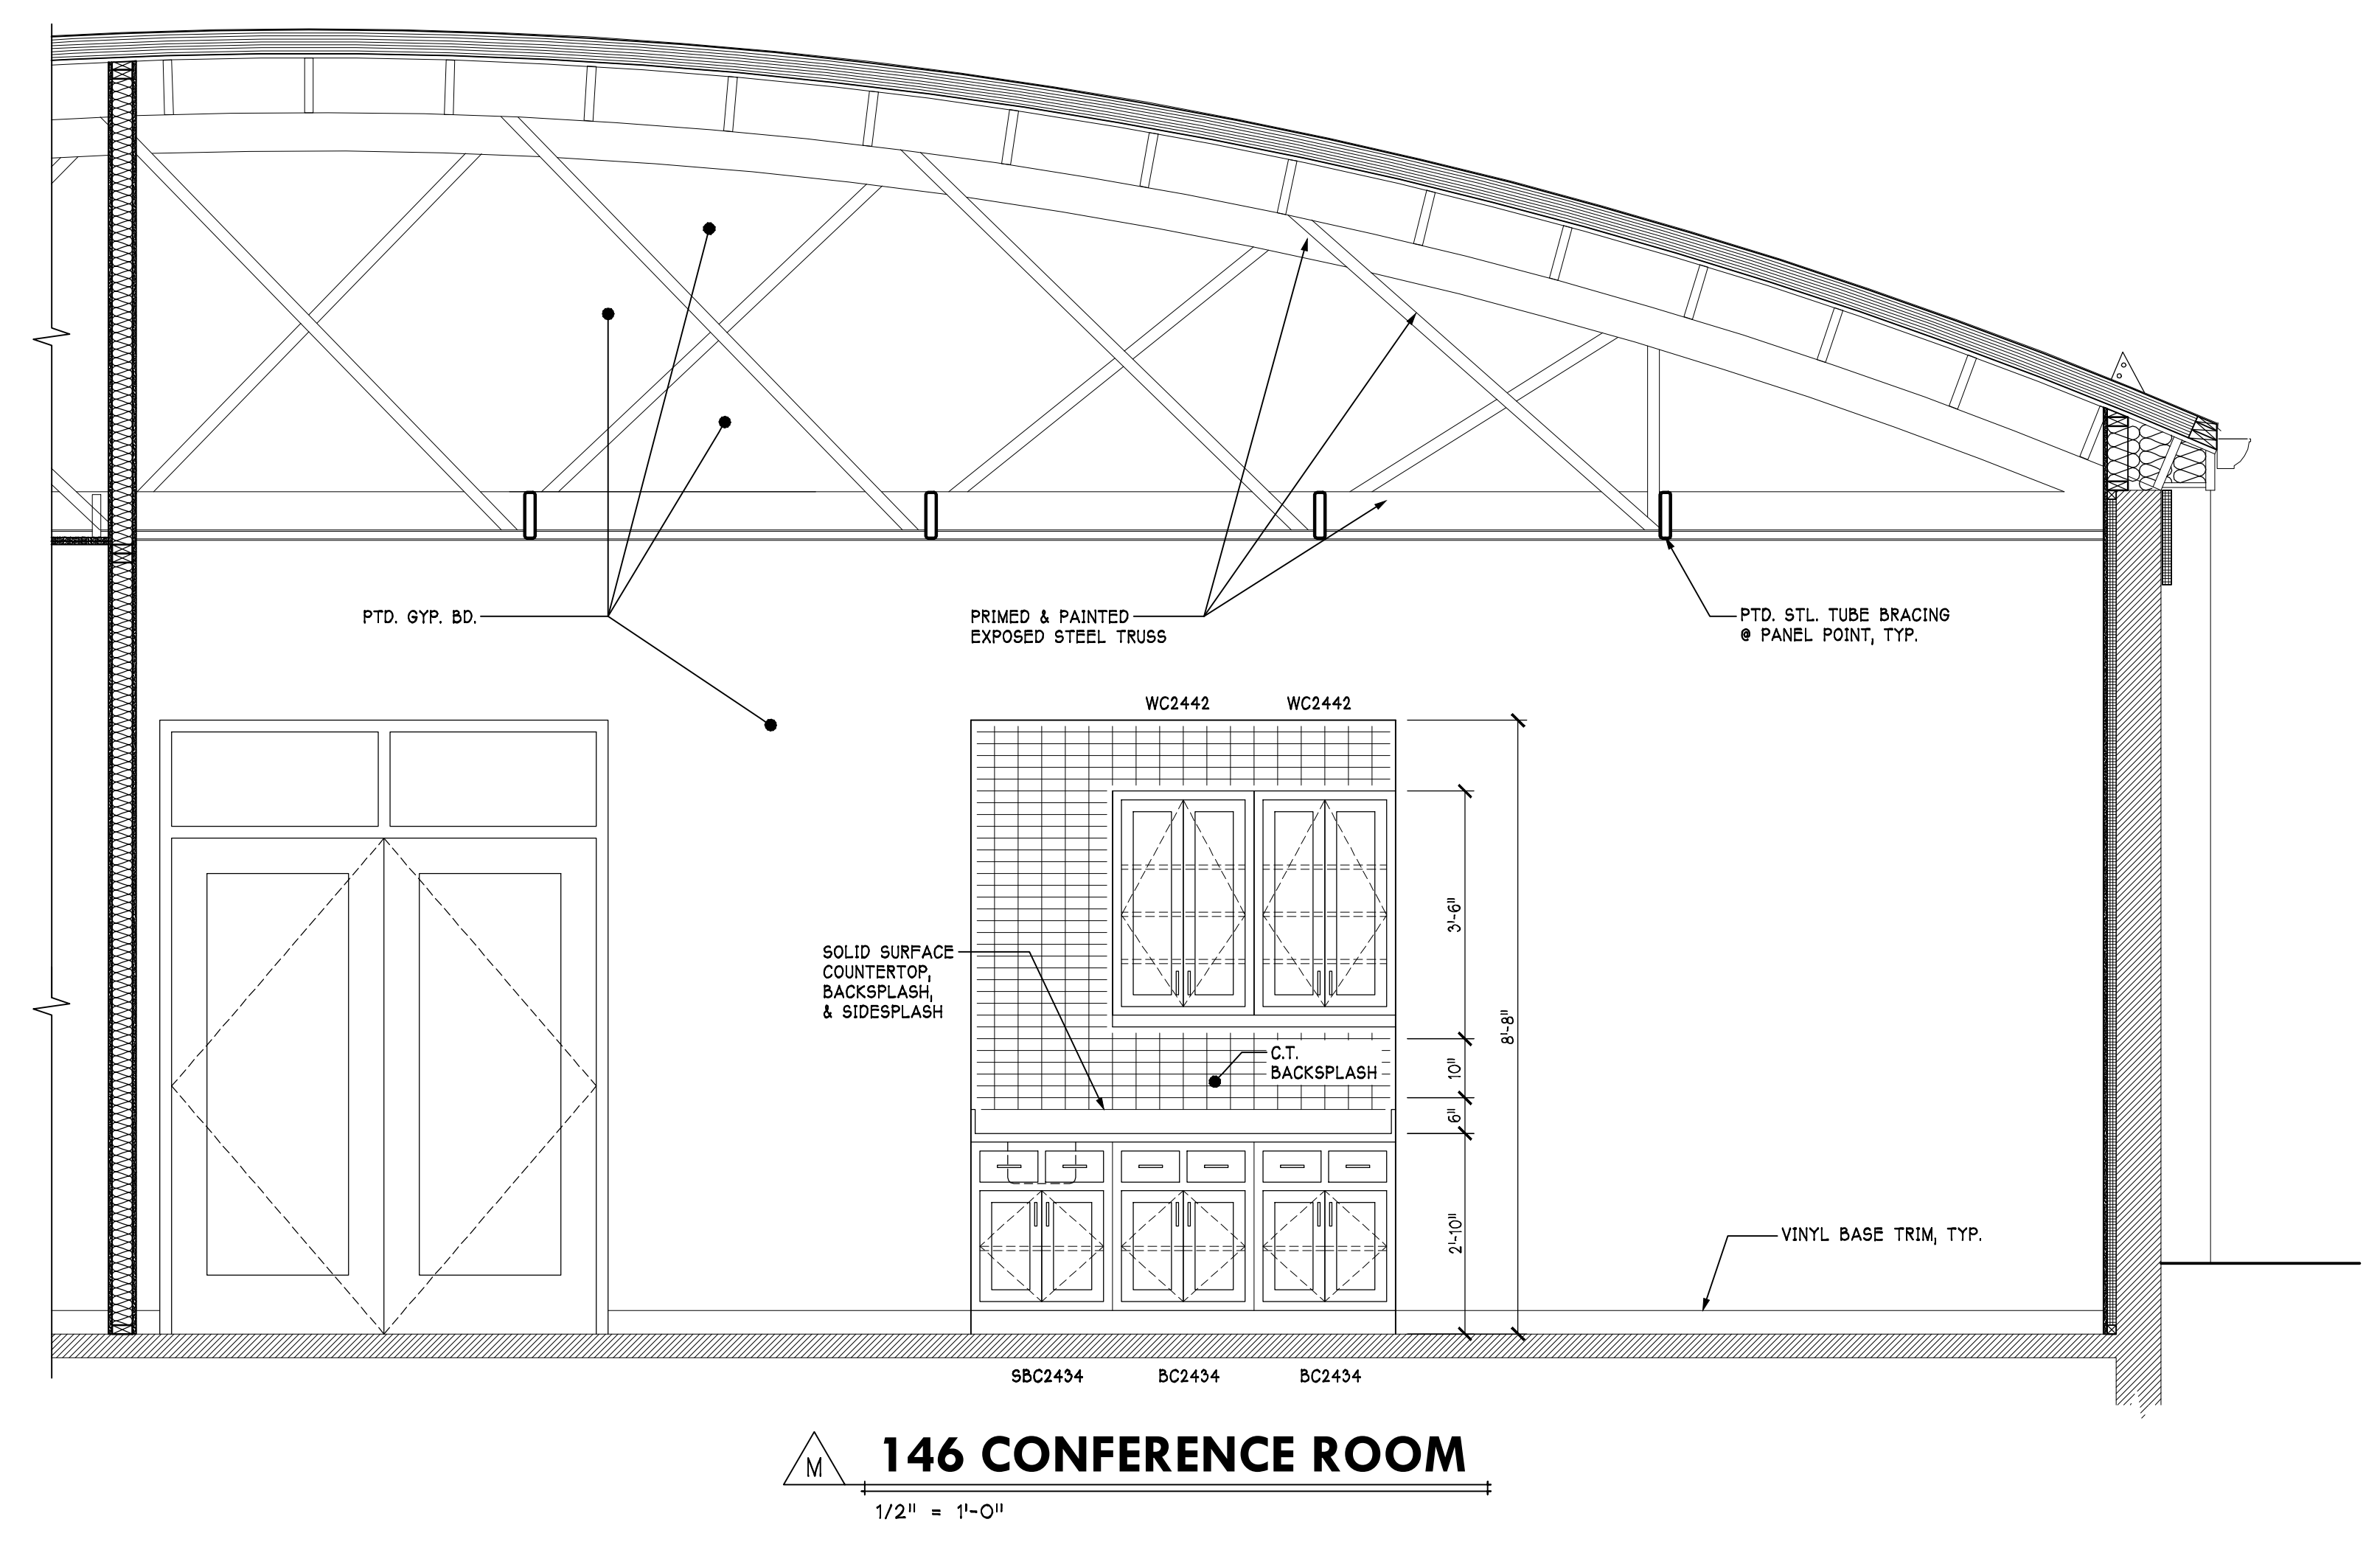 PTD. GYP. BD.
PRIMED & PAINTED
EXPOSED STEEL TRUSS
PTD. STL. TUBE BRACING
@ PANEL POINT, TYP.
WC2442
WC2442
SOLID SURFACE
COUNTERTOP,
BACKSPLASH,
& SIDESPLASH
C.T.
BACKSPLASH
3'-6"
10"
6"
2'-10"
8'-8"
VINYL BASE TRIM, TYP.
SBC2434
BC2434
BC2434
M
146 CONFERENCE ROOM
1/2" = 1'-0"